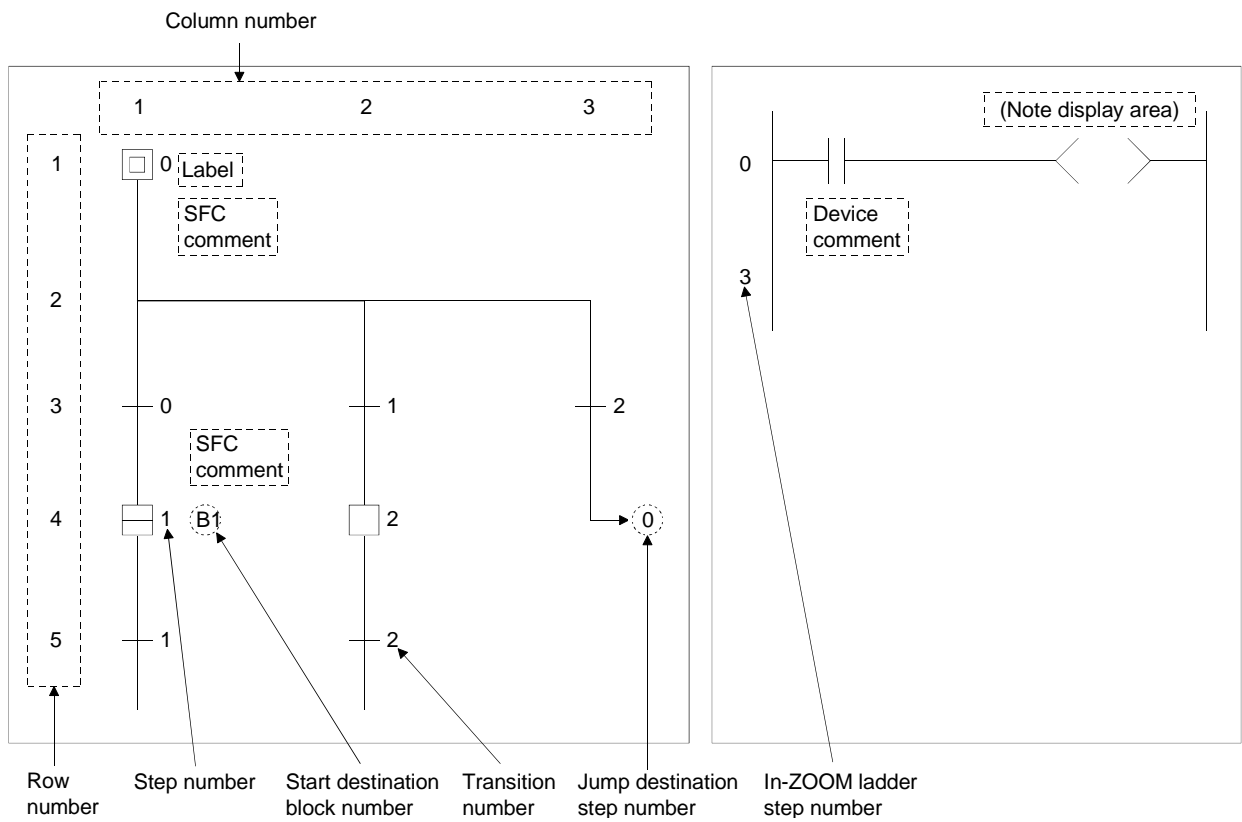 Column number
1 2 3
(Note display area)
1 0 Label
0
SFC
comment
Device
comment
3
2
3 0 1 2
SFC
comment
4 1 B1 2 0
5 1 2
Row
number
Step number
Start destination
block number
Transition
number
Jump destination
step number
In-ZOOM ladder
step number